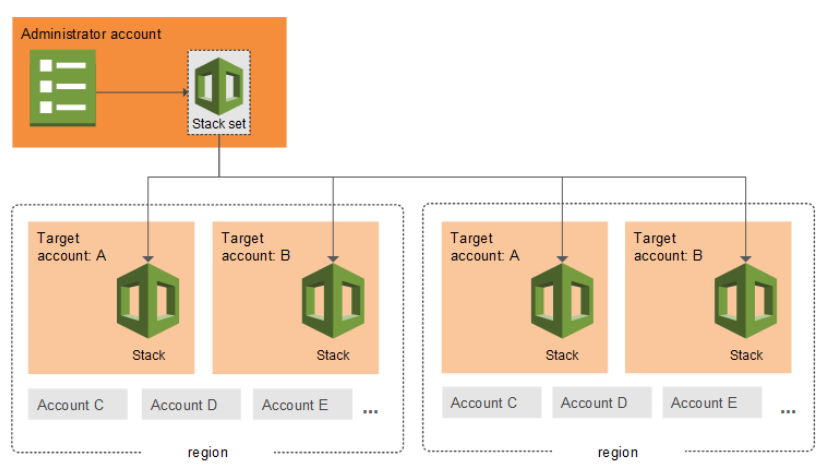 Administrator account
Stack set
Target
account: A
Stack
Target
account: B
Stack
Account C
Account D
Account E
...
region
Target
account: A
Stack
Target
account: B
Stack
Account C
Account D
Account E
...
region